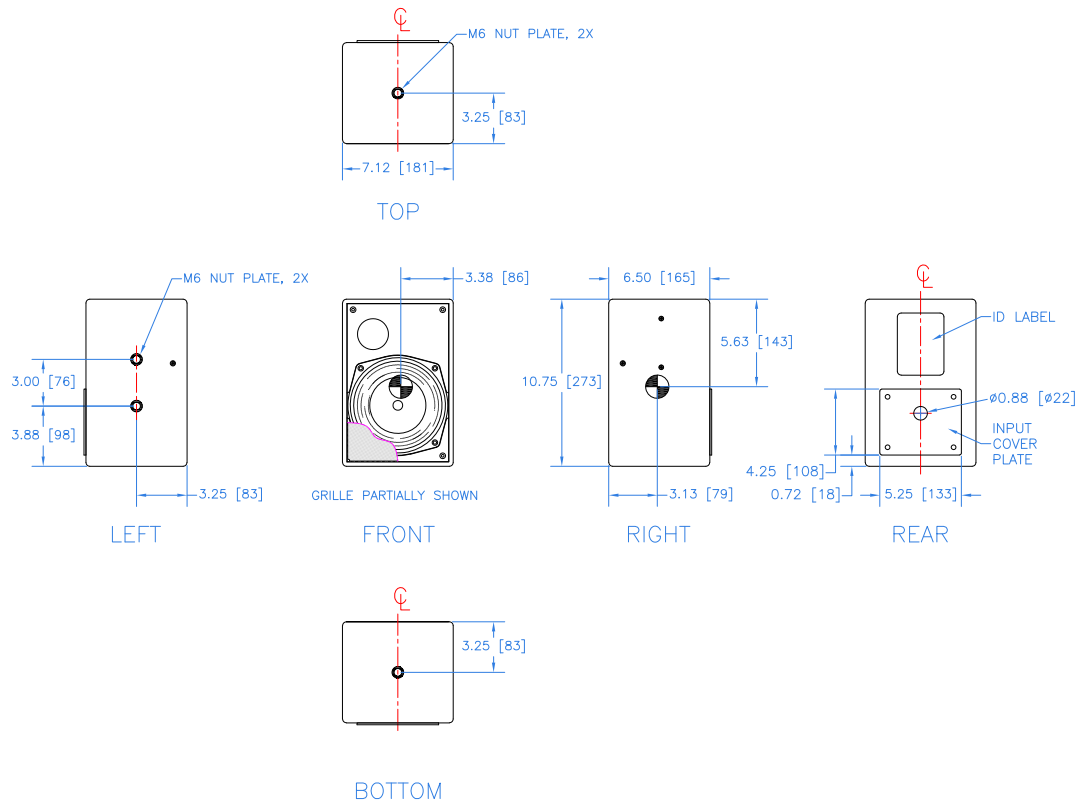 ℄
M6 NUT PLATE, 2X
3.25 [83]
7.12 [181]
TOP
M6 NUT PLATE, 2X
3.00 [76]
3.88 [98]
3.25 [83]
LEFT
3.38 [86]
GRILLE PARTIALLY SHOWN
FRONT
6.50 [165]
5.63 [143]
10.75 [273]
3.13 [79]
RIGHT
℄
ID LABEL
ø0.88 [ø22]
INPUT
COVER
PLATE
4.25 [108]
0.72 [18]
5.25 [133]
REAR
℄
3.25 [83]
BOTTOM